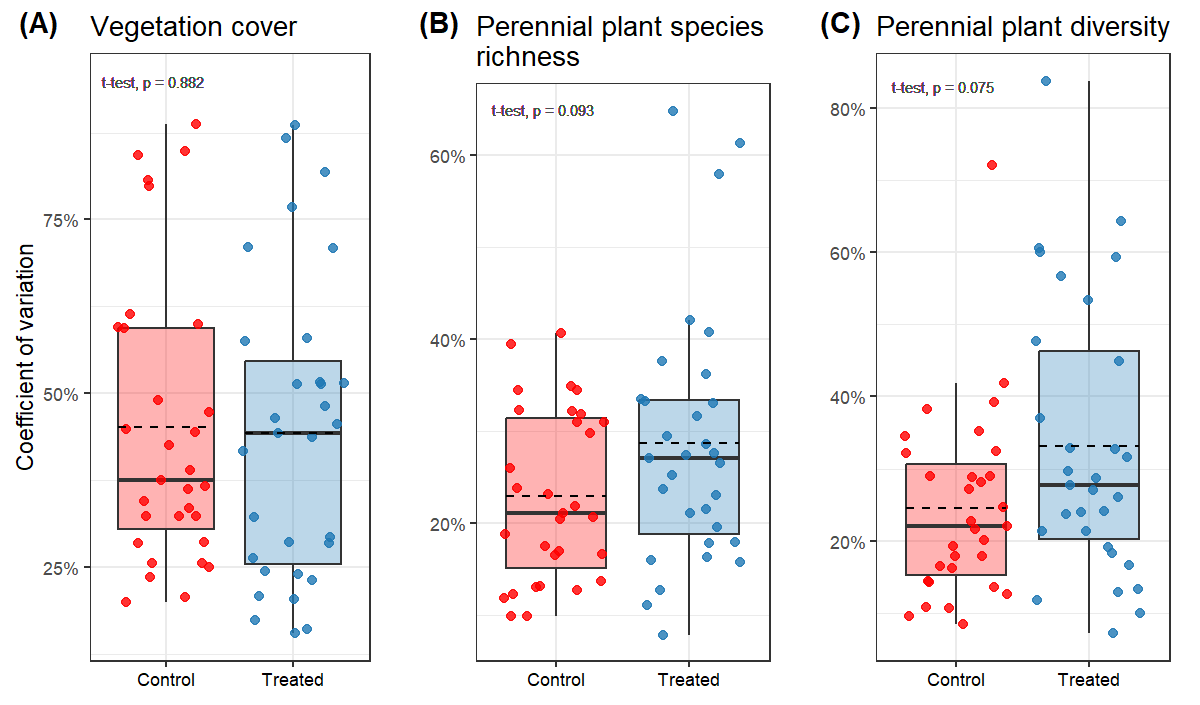 (A) Vegetation cover
(B) Perennial plant species
richness
(C) Perennial plant diversity
Coefficient of variation
t-test, p = 0.882
75%
50%
25%
Control
Treated
t-test, p = 0.093
60%
40%
20%
Control
Treated
t-test, p = 0.075
80%
60%
40%
20%
Control
Treated